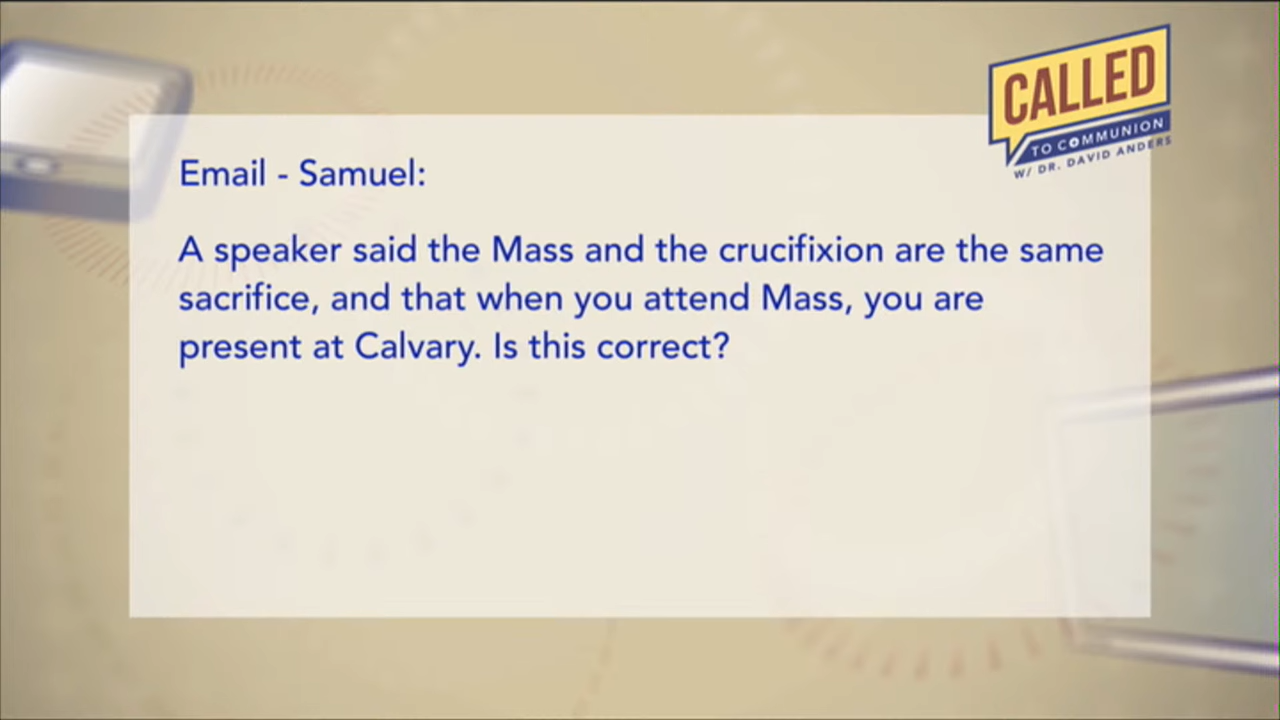 CALLED
TO COMMUNION
W/ DR. DAVID ANDERS
Email - Samuel:
A speaker said the Mass and the crucifixion are the same
sacrifice, and that when you attend Mass, you are
present at Calvary. Is this correct?